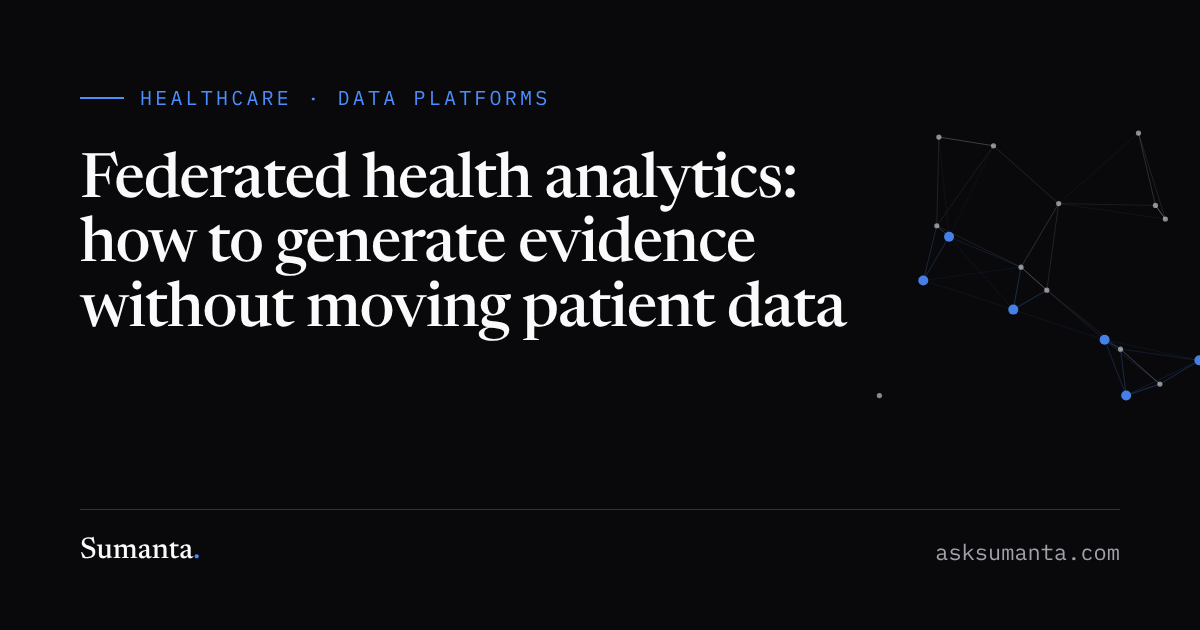 HEALTHCARE · DATA PLATFORMS
Federated health analytics:
how to generate evidence
without moving patient data
Sumanta.
asksumanta.com